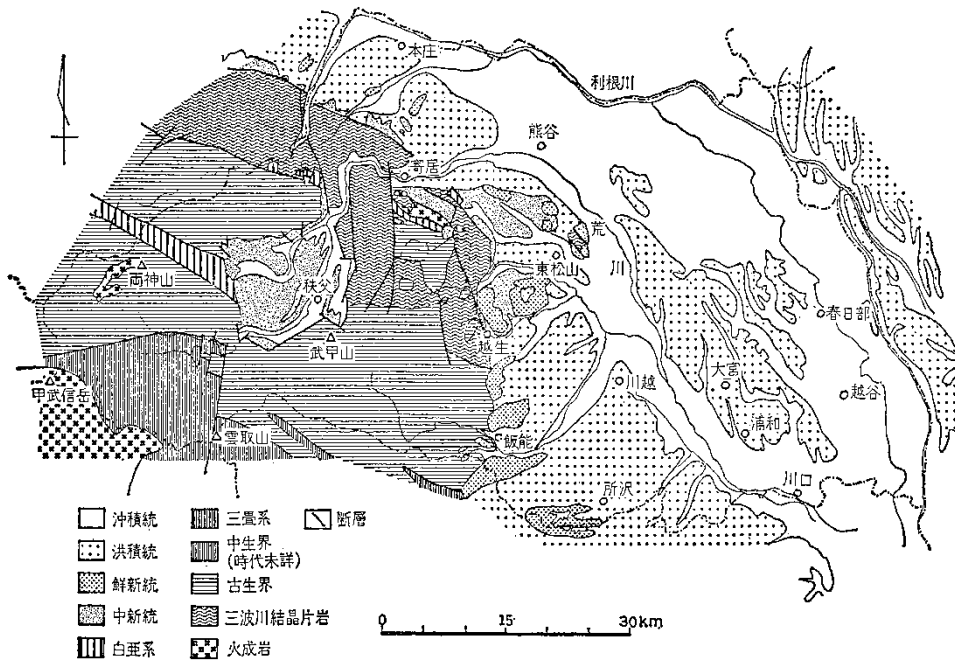 本庄
利根川
熊谷
寄居
荒
川
東松山
両神山
秩父
春日部
武甲山
越生
大宮
川越
甲武信岳
越谷
浦和
雲取山
飯能
川口
所沢
沖積統
三畳系
断層
洪積統
中生界
(時代未詳)
鮮新統
古生界
中新統
三波川結晶片岩
白亜系
火成岩
0 15 30km